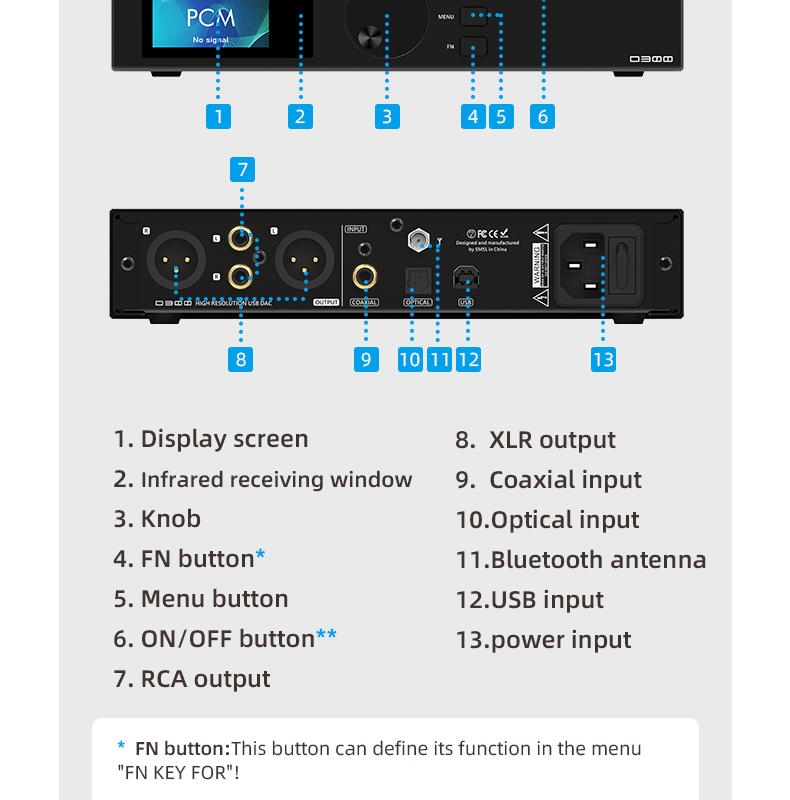 PCM
No signal
MENU
FN
D300
1
2
3
4
5
6
7
R
L
L
INPUT
FC CE
Designed and manufactured
by SMSL in China
WARNING
R
D300 HIGH RESOLUTION USB DAC
OUTPUT
COAXIAL
OPTICAL
USB
8
9
10
11
12
13
1. Display screen
2. Infrared receiving window
3. Knob
4. FN button*
5. Menu button
6. ON/OFF button**
7. RCA output
8. XLR output
9. Coaxial input
10.Optical input
11.Bluetooth antenna
12.USB input
13.power input
* FN button:This button can define its function in the menu
"FN KEY FOR"!